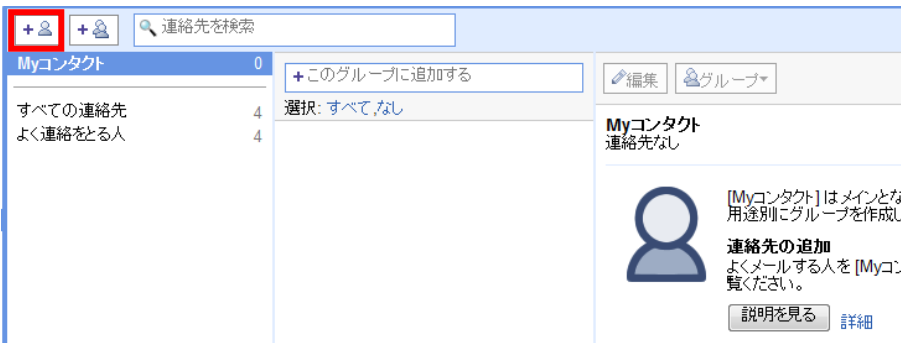 連絡先を検索
Myコンタクト 0
すべての連絡先 4
よく連絡をとる人 4
+このグループに追加する
選択: すべて,なし
編集 グループ
Myコンタクト
連絡先なし
[Myコンタクト] はメインとな
用途別にグループを作成し
連絡先の追加
よくメールする人を [Myコン
覧ください。
説明を見る 詳細